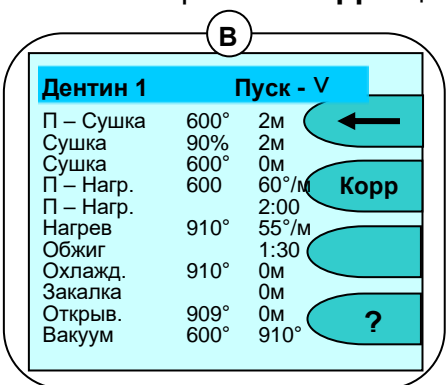 В
Дентин 1 Пуск - V
П – Сушка 600° 2м
Сушка 90% 2м
Сушка 600° 0м
П – Нагр. 600 60°/м
Корр
П – Нагр. 2:00
Нагрев 910° 55°/м
Обжиг 1:30
Охлажд. 910° 0м
Закалка 0м
Открыв. 909° 0м
?
Вакуум 600° 910°